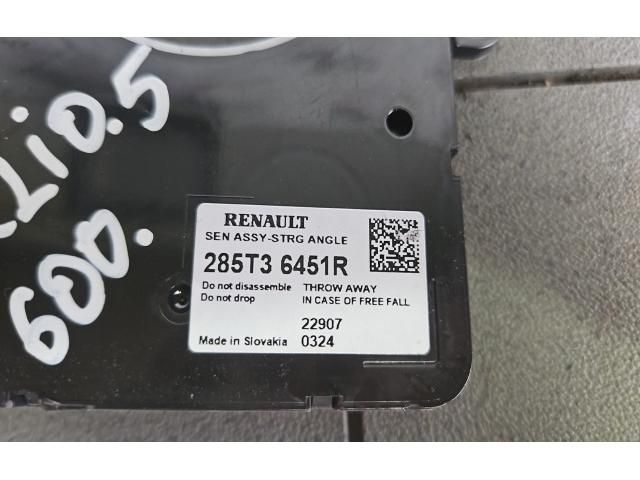 Clio.5
600.
RENAULT
SEN ASSY-STRG ANGLE
285T3 6451R
Do not disassemble THROW AWAY
Do not drop IN CASE OF FREE FALL
22907
Made in Slovakia 0324